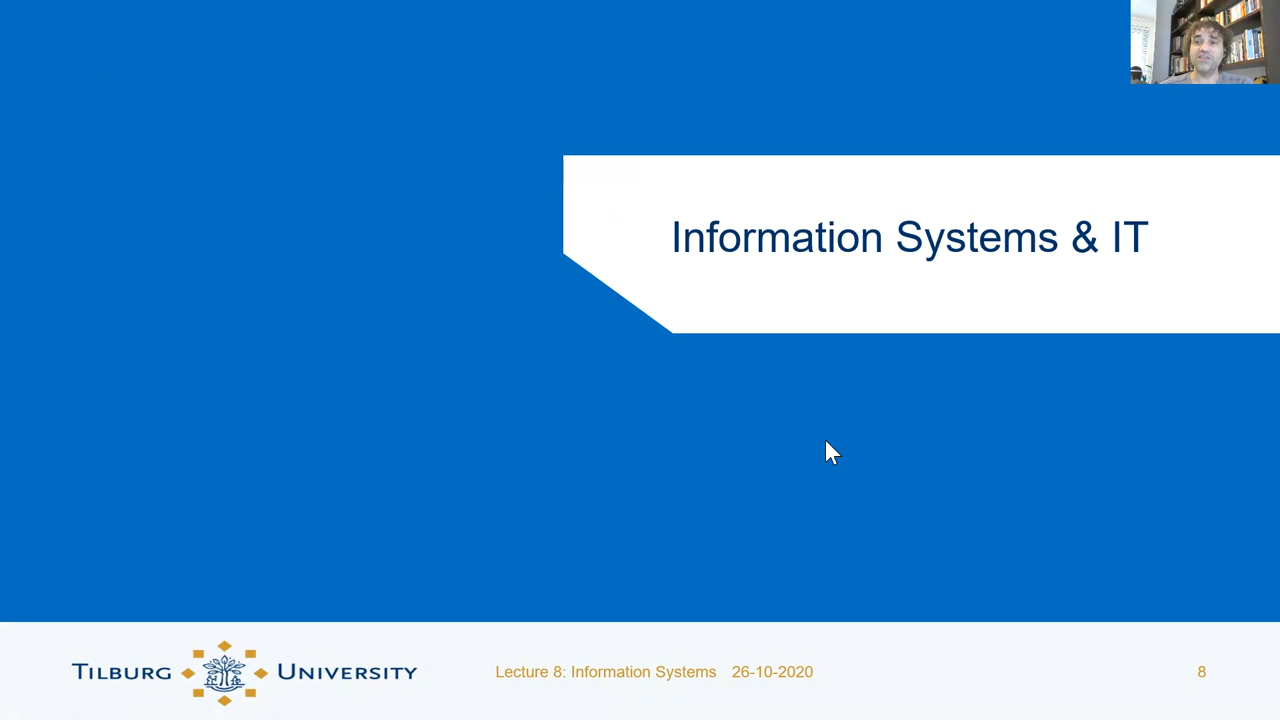 Information Systems & IT
TILBURG UNIVERSITY
Lecture 8: Information Systems 26-10-2020
8